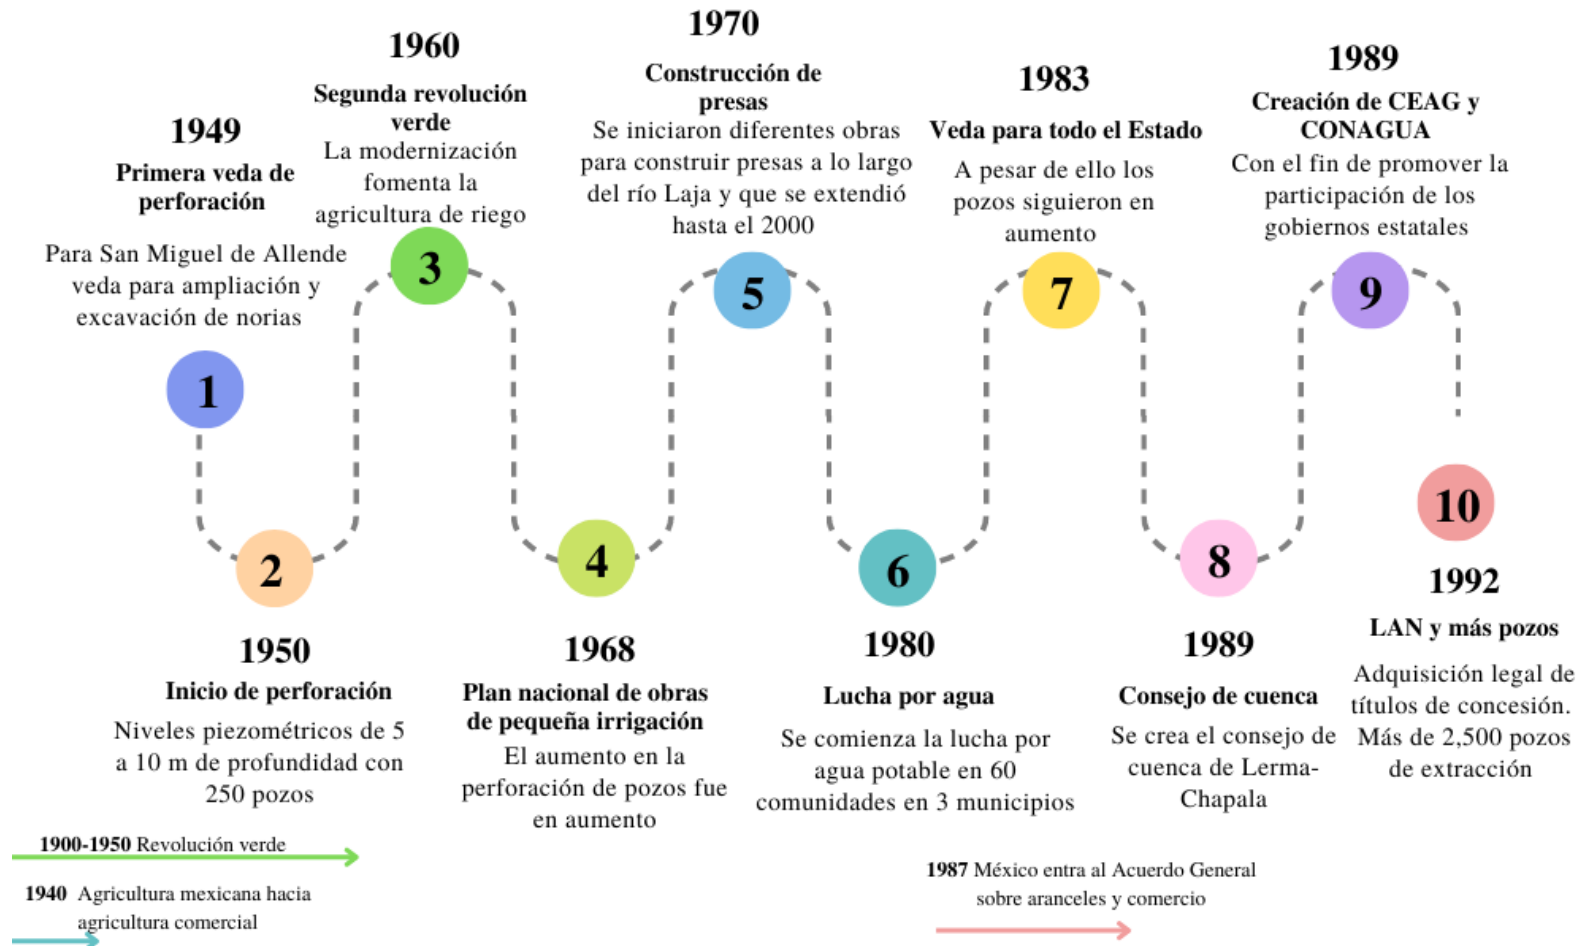 1949
Primera veda de
perforación
Para San Miguel de Allende
veda para ampliación y
excavación de norias
1
2
1950
Inicio de perforación
Niveles piezométricos de 5
a 10 m de profundidad con
250 pozos
1960
Segunda revolución
verde
La modernización
fomenta la
agricultura de riego
3
4
1968
Plan nacional de obras
de pequeña irrigación
El aumento en la
perforación de pozos fue
en aumento
1970
Construcción de
presas
Se iniciaron diferentes obras
para construir presas a lo largo
del río Laja y que se extendió
hasta el 2000
5
6
1980
Lucha por agua
Se comienza la lucha por
agua potable en 60
comunidades en 3 municipios
1983
Veda para todo el Estado
A pesar de ello los
pozos siguieron en
aumento
7
8
1989
Consejo de cuenca
Se crea el consejo de
cuenca de Lerma-
Chapala
1989
Creación de CEAG y
CONAGUA
Con el fin de promover la
participación de los
gobiernos estatales
9
10
1992
LAN y más pozos
Adquisición legal de
títulos de concesión.
Más de 2,500 pozos
de extracción
1900-1950 Revolución verde
1940 Agricultura mexicana hacia
agricultura comercial
1987 México entra al Acuerdo General
sobre aranceles y comercio